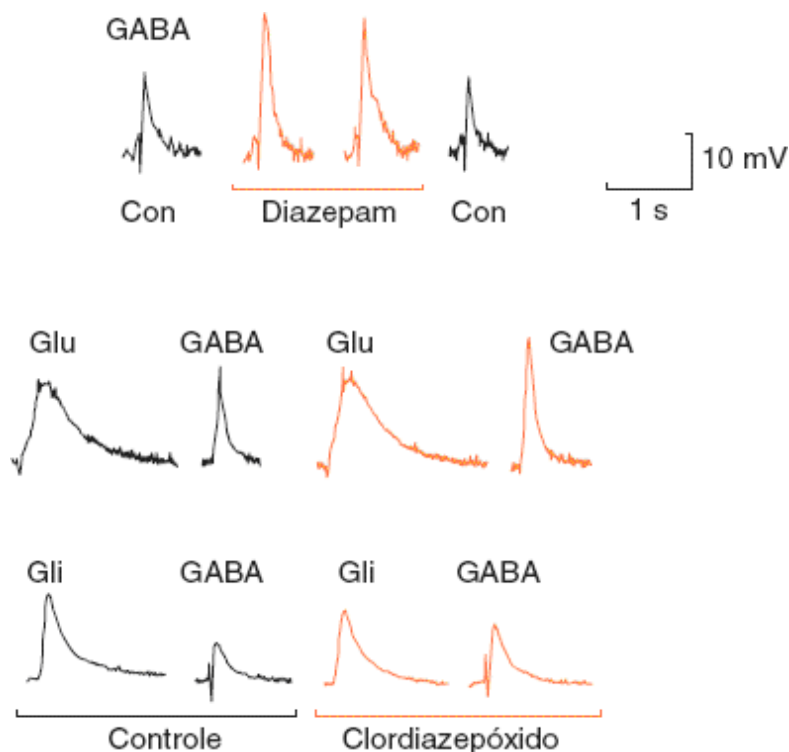 GABA
10 mV
Con Diazepam Con 1 s
Glu GABA Glu GABA
Gli GABA Gli GABA
Controle Clordiazepóxido